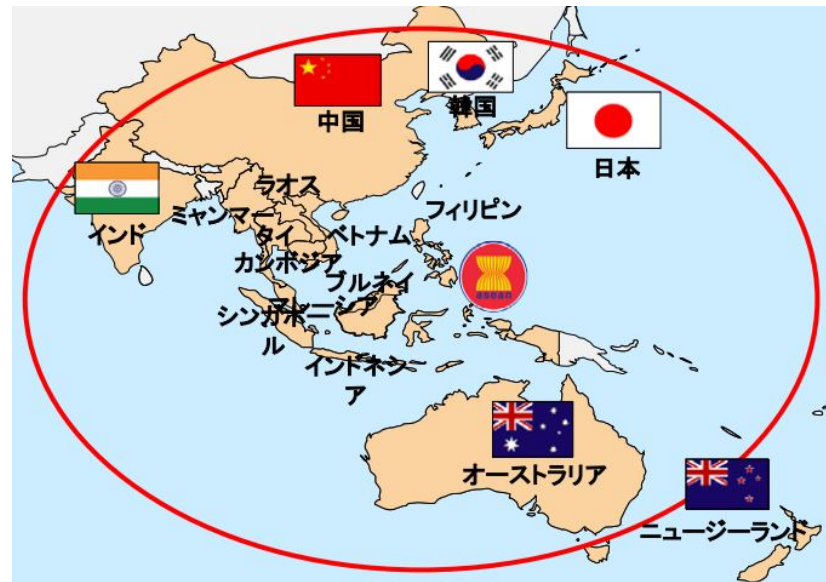 中国
韓国
日本
インド
ラオス
ミャンマー
タイ
ベトナム
フィリピン
カンボジア
ブルネイ
マレーシア
シンガポー
ル
asean
インドネシ
ア
オーストラリア
ニュージーランド